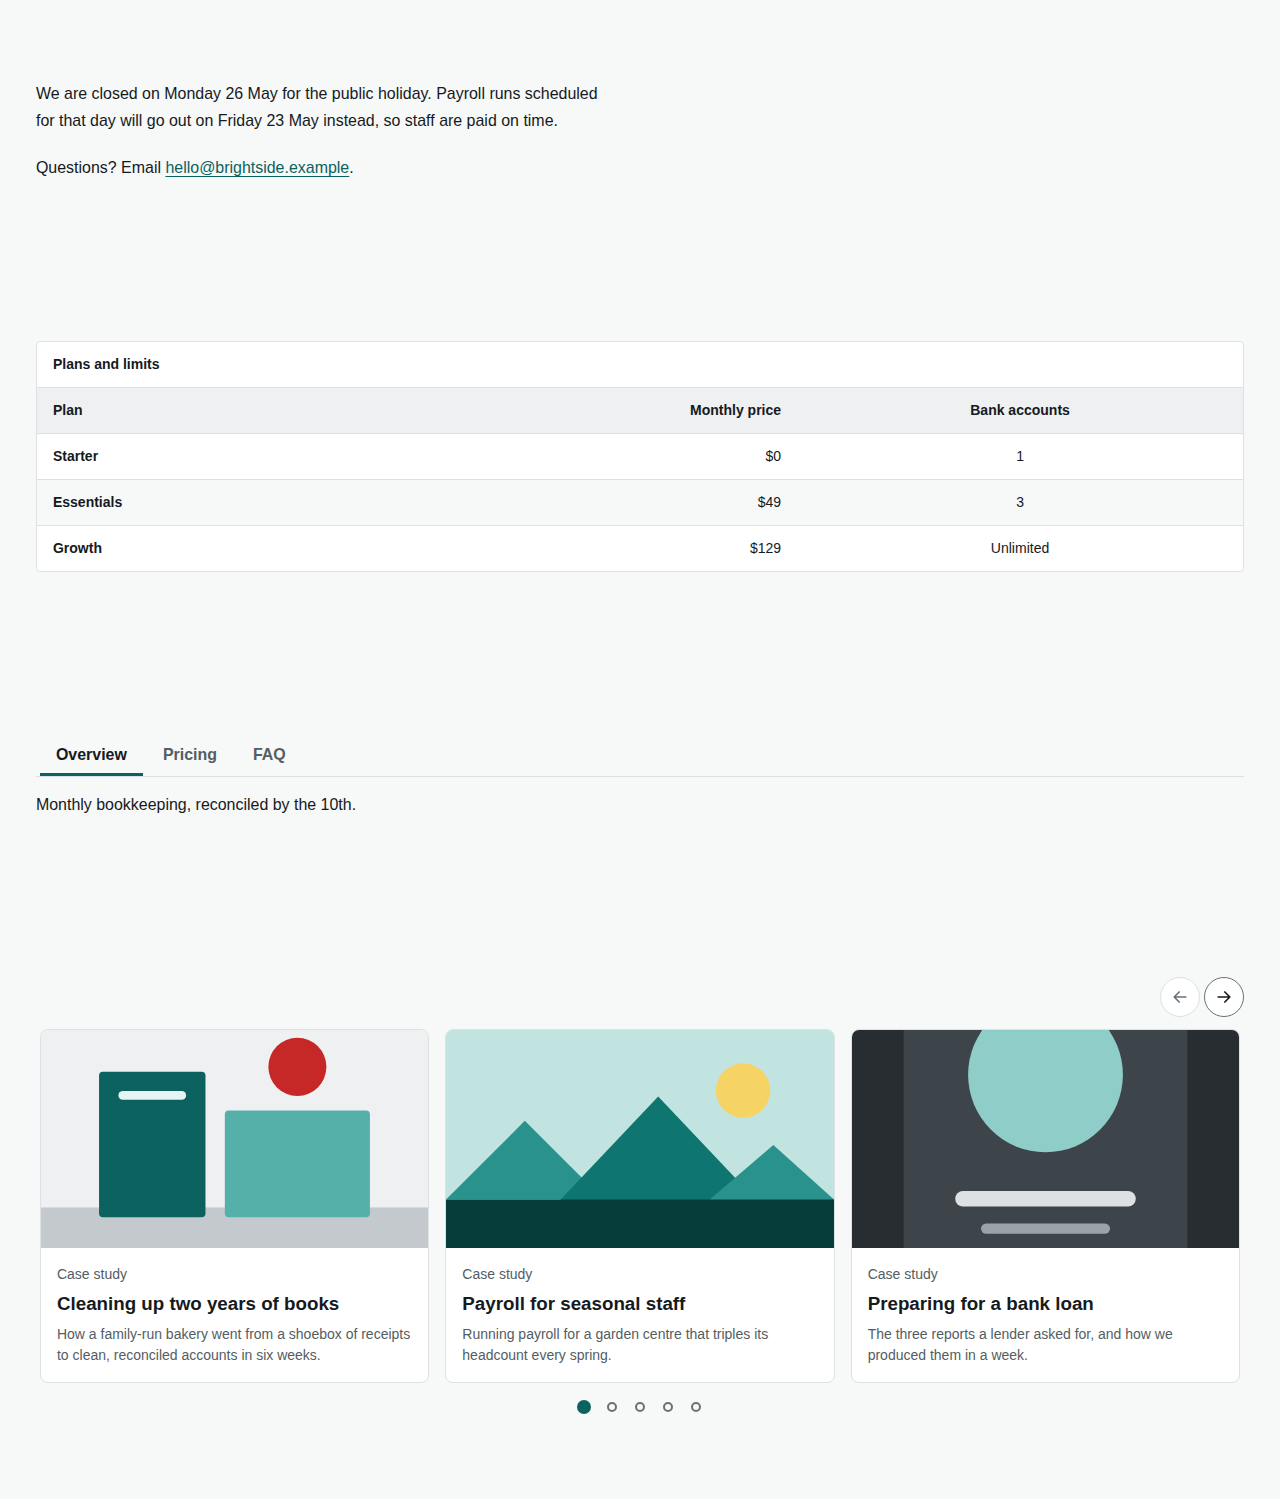 We are closed on Monday 26 May for the public holiday. Payroll runs scheduled
for that day will go out on Friday 23 May instead, so staff are paid on time.
Questions? Email hello@brightside.example.
Plans and limits
Plan Monthly price Bank accounts
Starter $0 1
Essentials $49 3
Growth $129 Unlimited
Overview Pricing FAQ
Monthly bookkeeping, reconciled by the 10th.
Case study
Cleaning up two years of books
How a family-run bakery went from a shoebox of receipts
to clean, reconciled accounts in six weeks.
Case study
Payroll for seasonal staff
Running payroll for a garden centre that triples its
headcount every spring.
Case study
Preparing for a bank loan
The three reports a lender asked for, and how we
produced them in a week.